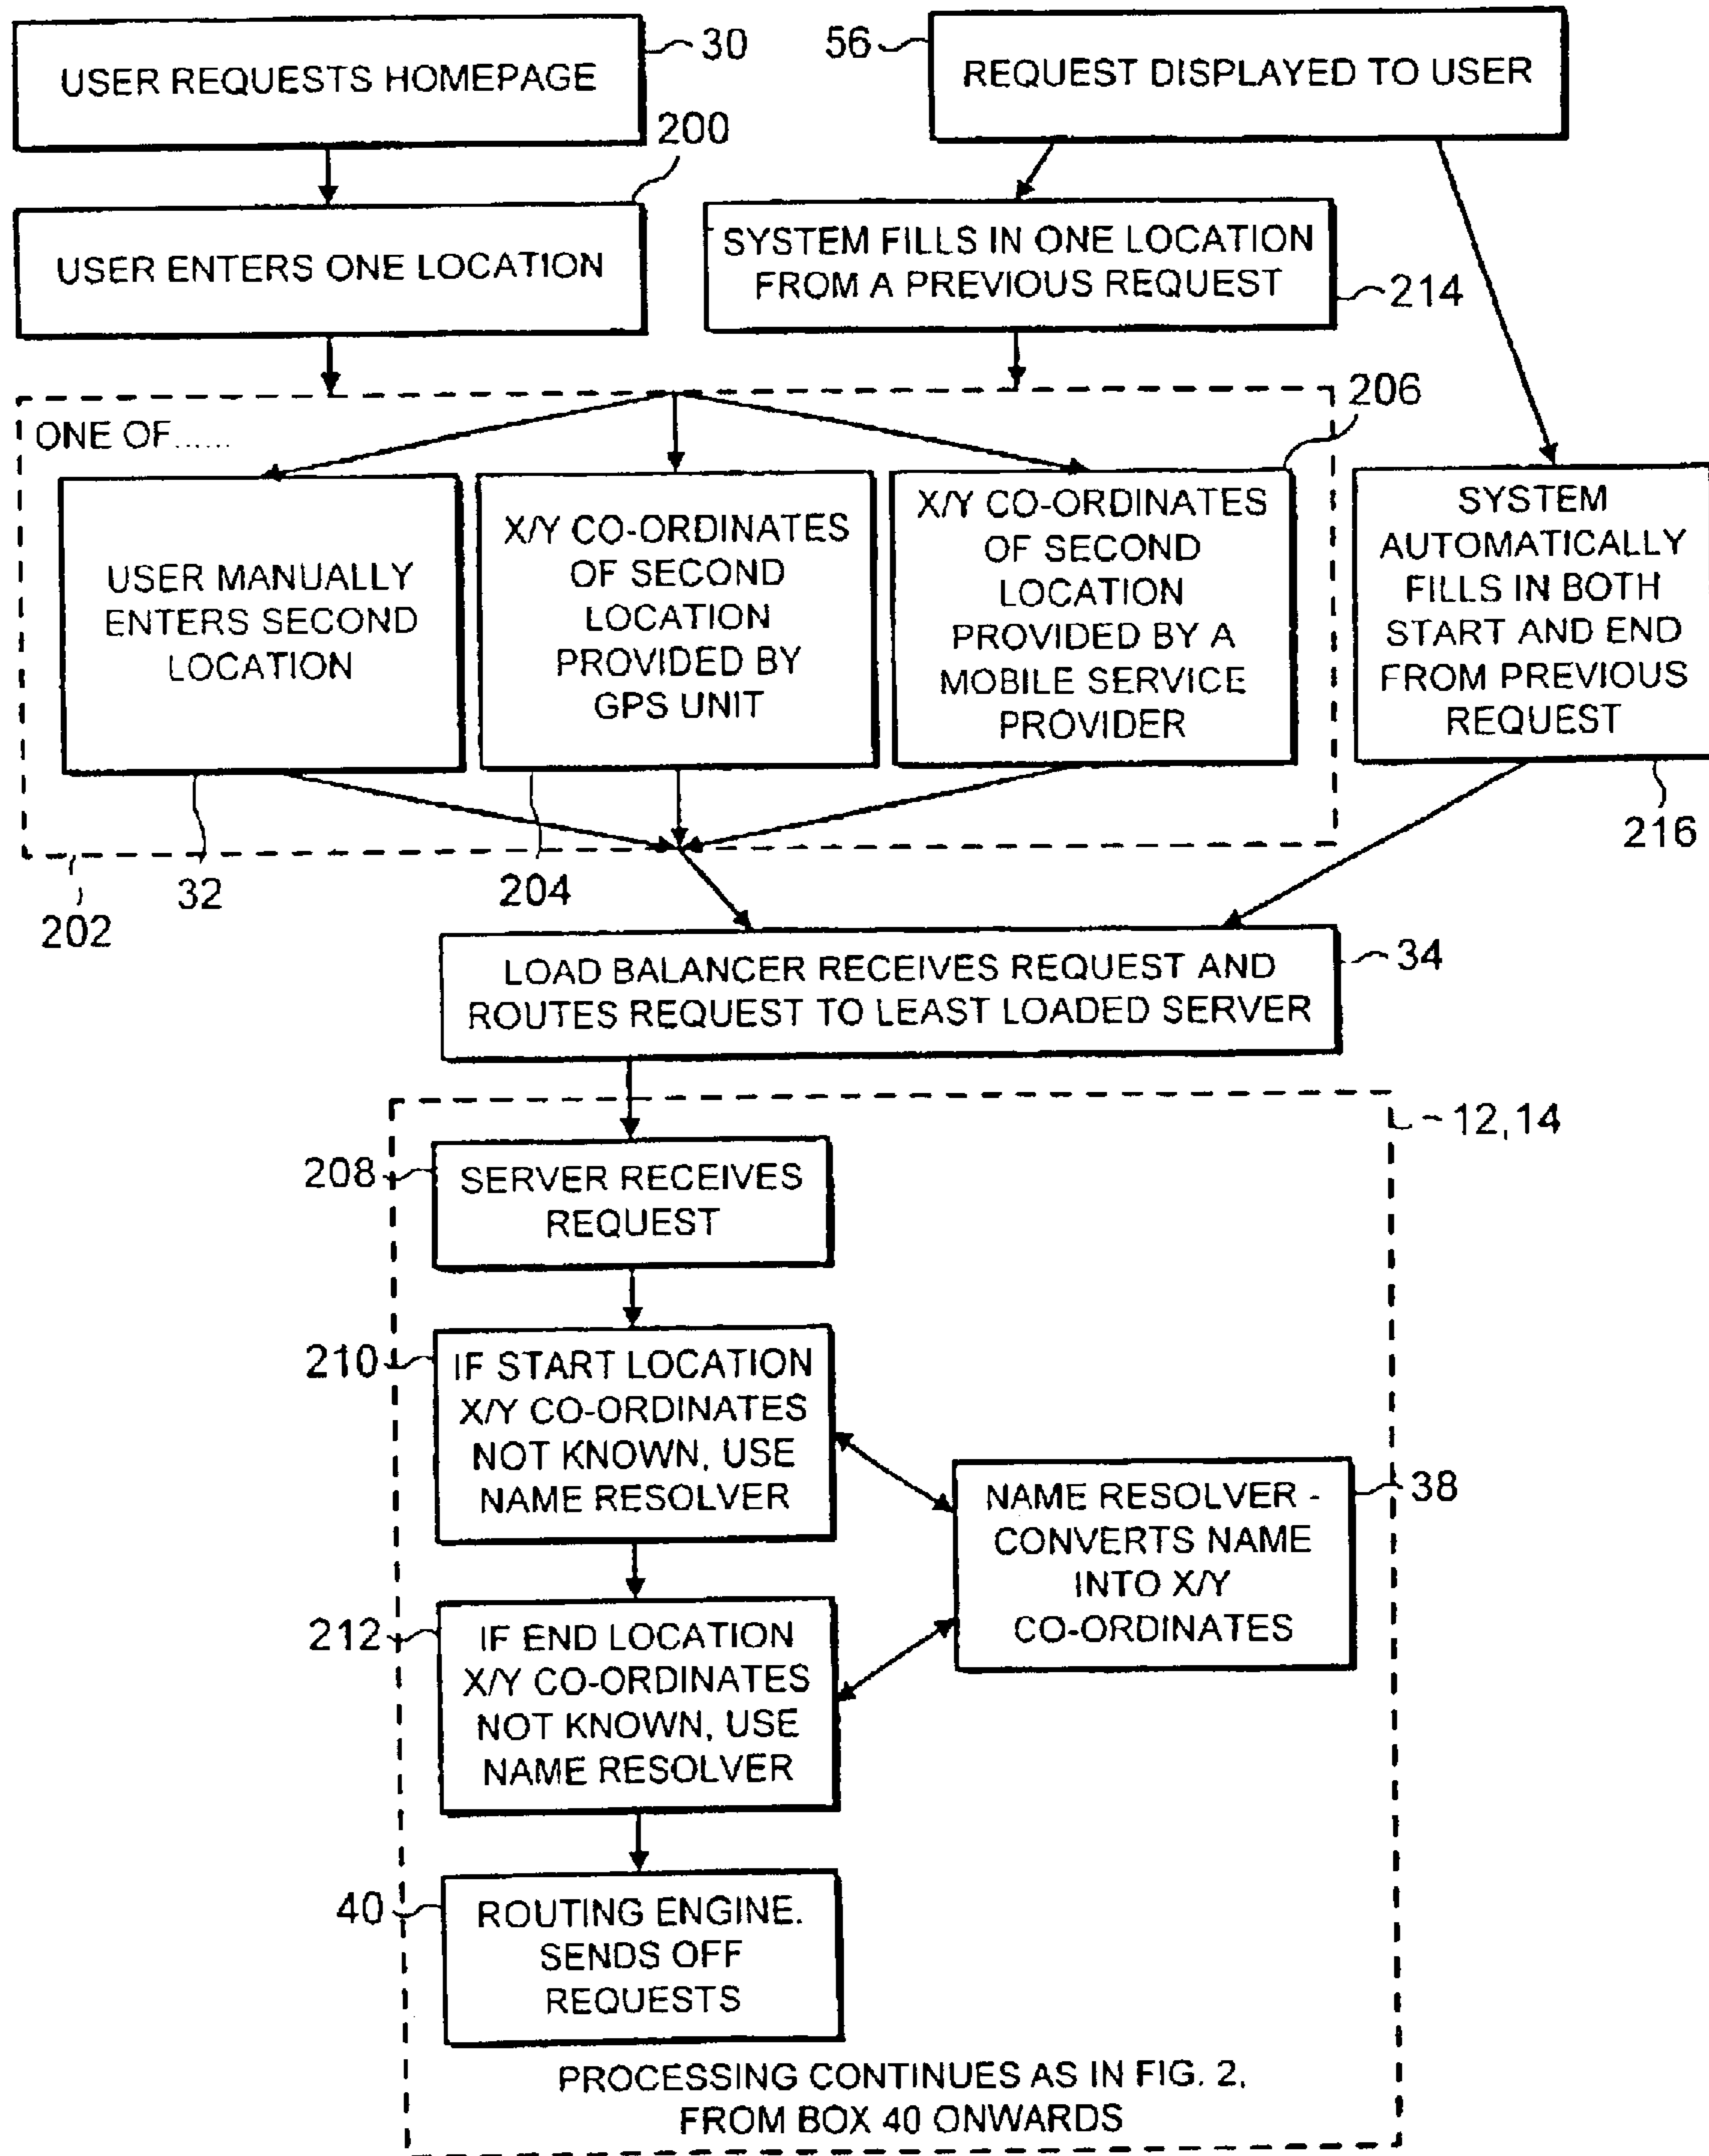 USER REQUESTS HOMEPAGE
30
56
REQUEST DISPLAYED TO USER
200
USER ENTERS ONE LOCATION
SYSTEM FILLS IN ONE LOCATION
FROM A PREVIOUS REQUEST
214
206
ONE OF......
USER MANUALLY
ENTERS SECOND
LOCATION
X/Y CO-ORDINATES
OF SECOND
LOCATION
PROVIDED BY
GPS UNIT
X/Y CO-ORDINATES
OF SECOND
LOCATION
PROVIDED BY A
MOBILE SERVICE
PROVIDER
SYSTEM
AUTOMATICALLY
FILLS IN BOTH
START AND END
FROM PREVIOUS
REQUEST
202
32
204
216
LOAD BALANCER RECEIVES REQUEST AND
ROUTES REQUEST TO LEAST LOADED SERVER
34
12,14
208
SERVER RECEIVES
REQUEST
210
IF START LOCATION
X/Y CO-ORDINATES
NOT KNOWN, USE
NAME RESOLVER
NAME RESOLVER -
CONVERTS NAME
INTO X/Y
CO-ORDINATES
38
212
IF END LOCATION
X/Y CO-ORDINATES
NOT KNOWN, USE
NAME RESOLVER
40
ROUTING ENGINE.
SENDS OFF
REQUESTS
PROCESSING CONTINUES AS IN FIG. 2,
FROM BOX 40 ONWARDS